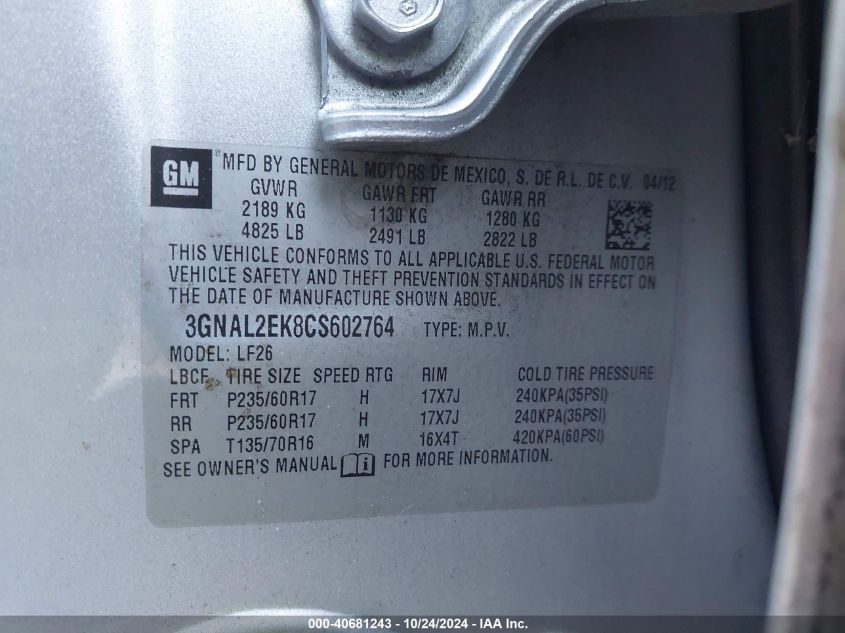 GM MFD BY GENERAL MOTORS DE MEXICO, S. DE R.L. DE C.V. 04/12
GVWR GAWR FRT GAWR RR
2189 KG 1130 KG 1280 KG
4825 LB 2491 LB 2822 LB
THIS VEHICLE CONFORMS TO ALL APPLICABLE U.S. FEDERAL MOTOR
VEHICLE SAFETY AND THEFT PREVENTION STANDARDS IN EFFECT ON
THE DATE OF MANUFACTURE SHOWN ABOVE.
3GNAL2EK8CS602764 TYPE: M.P.V.
MODEL: LF26
LBCF TIRE SIZE SPEED RTG RIM COLD TIRE PRESSURE
FRT P235/60R17 H 17X7J 240KPA(35PSI)
RR P235/60R17 H 17X7J 240KPA(35PSI)
SPA T135/70R16 M 16X4T 420KPA(60PSI)
SEE OWNER'S MANUAL i FOR MORE INFORMATION.
000-40681243 - 10/24/2024 - IAA Inc.